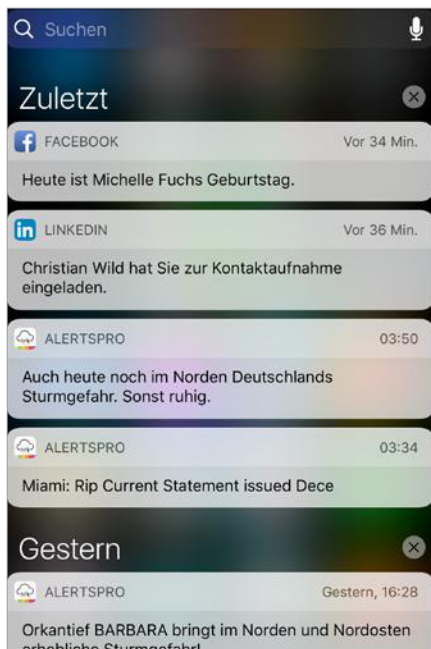 Suchen
Zuletzt
FACEBOOK Vor 34 Min.
Heute ist Michelle Fuchs Geburtstag.
LINKEDIN Vor 36 Min.
Christian Wild hat Sie zur Kontaktaufnahme
eingeladen.
ALERTSPRO 03:50
Auch heute noch im Norden Deutschlands
Sturmgefahr. Sonst ruhig.
ALERTSPRO 03:34
Miami: Rip Current Statement issued Dece
Gestern
ALERTSPRO Gestern, 16:28
Orkantief BARBARA bringt im Norden und Nordosten
erhebliche Sturmgefahr!